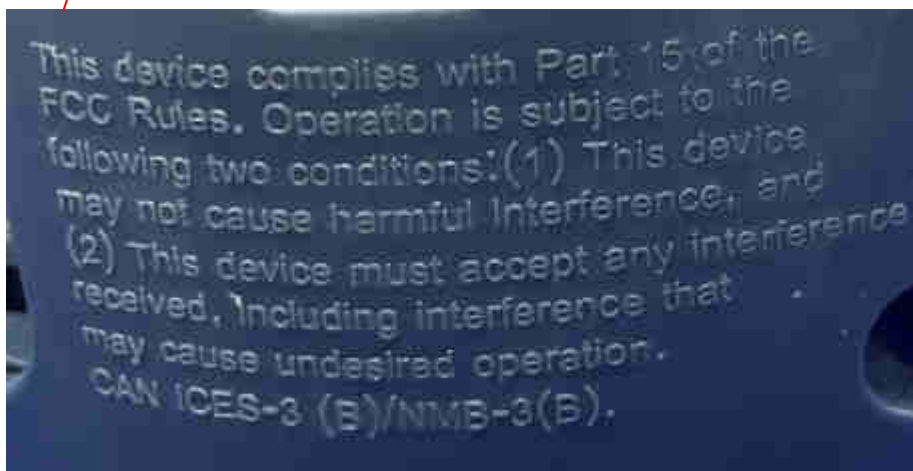 This device complies with Part 15 of the
FCC Rules. Operation is subject to the
following two conditions:(1) This device
may not cause harmful Interference, and
(2) This device must accept any interference
received, Including interference that
may cause undesired operation.
CAN ICES-3 (B)/NMB-3(B).